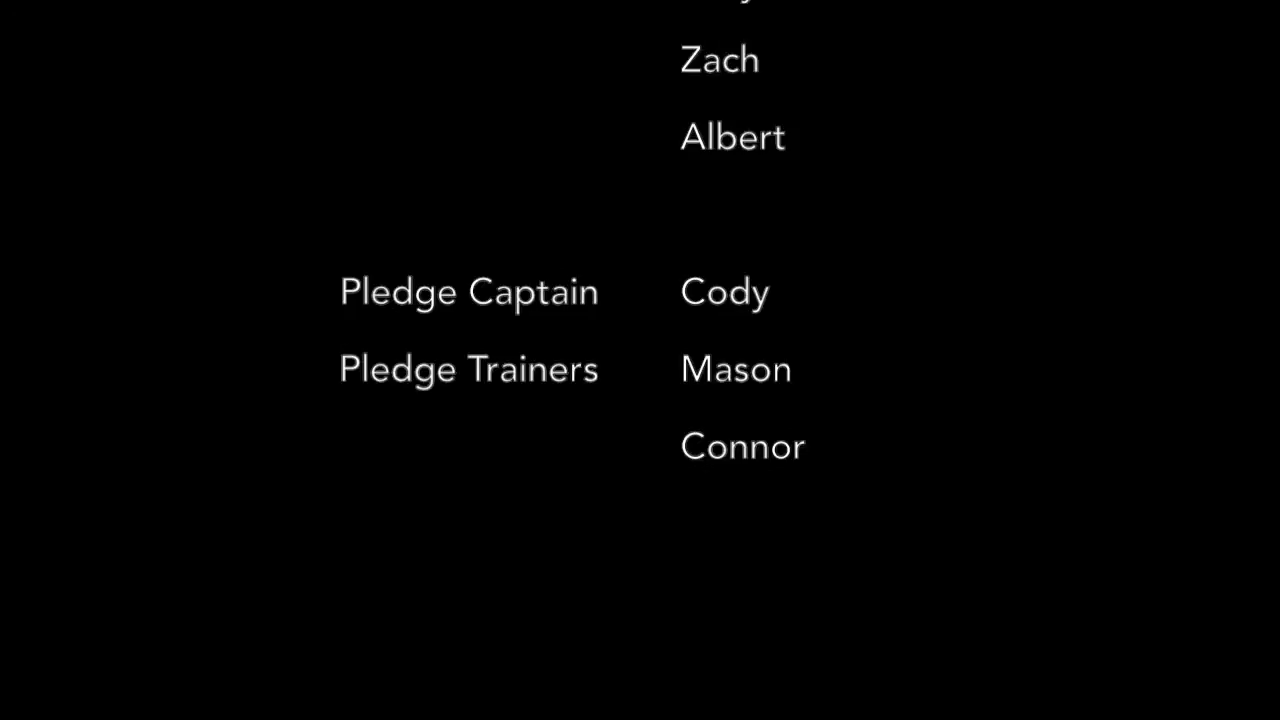 Zach
Albert
Pledge Captain Cody
Pledge Trainers Mason
Connor